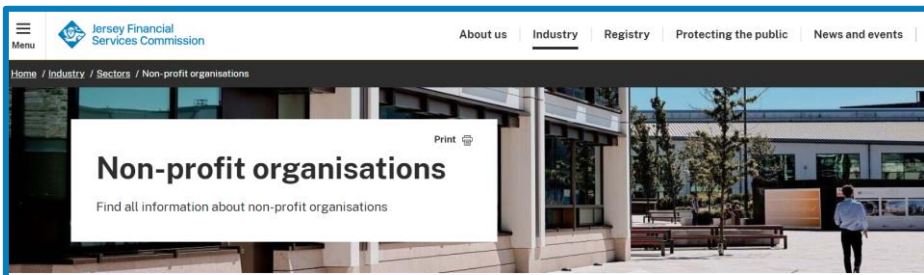 Menu
Jersey Financial
Services Commission
About us
Industry
Registry
Protecting the public
News and events
Home / Industry / Sectors / Non-profit organisations
Print
Non-profit organisations
Find all information about non-profit organisations